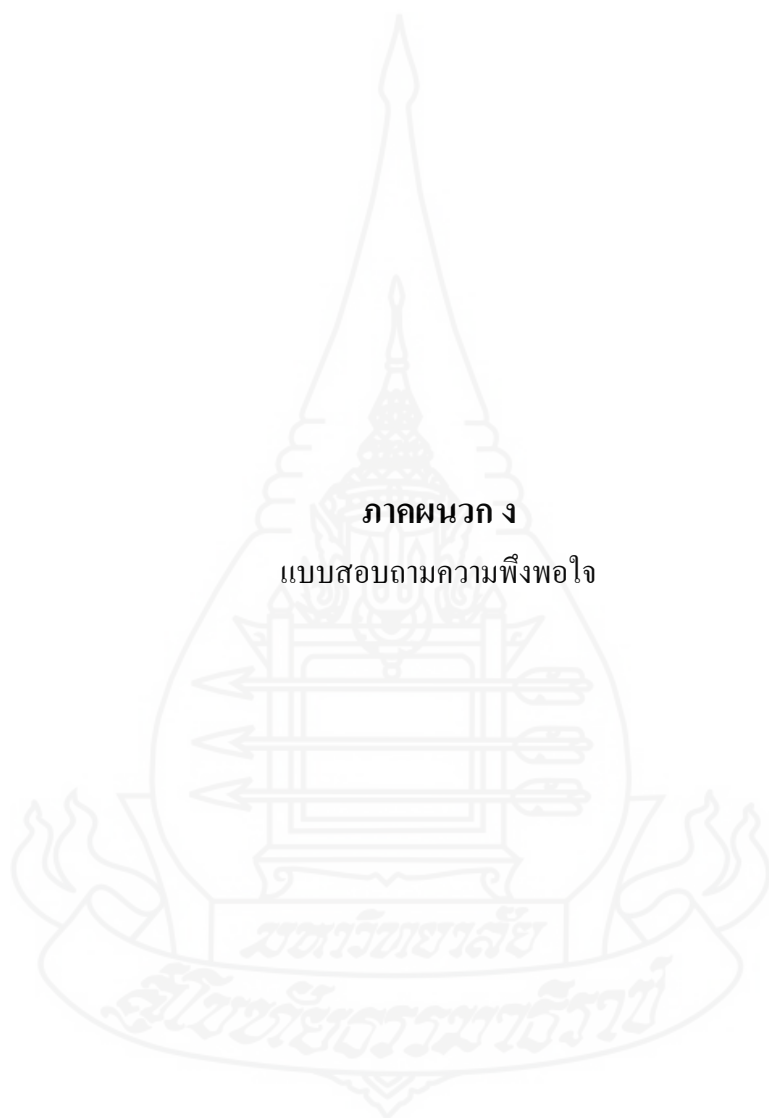 ภาคผนวก ง
แบบสอบถามความพึงพอใจ
มหาวิทยาลัย
สุโขทัยธรรมาธิราช